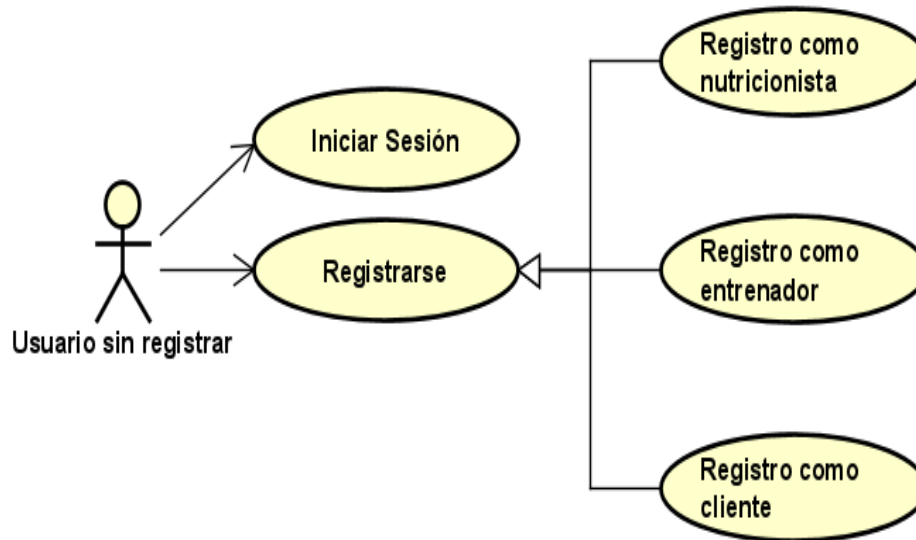 Registro como
nutricionista
Iniciar Sesión
Registrarse
Registro como
entrenador
Usuario sin registrar
Registro como
cliente